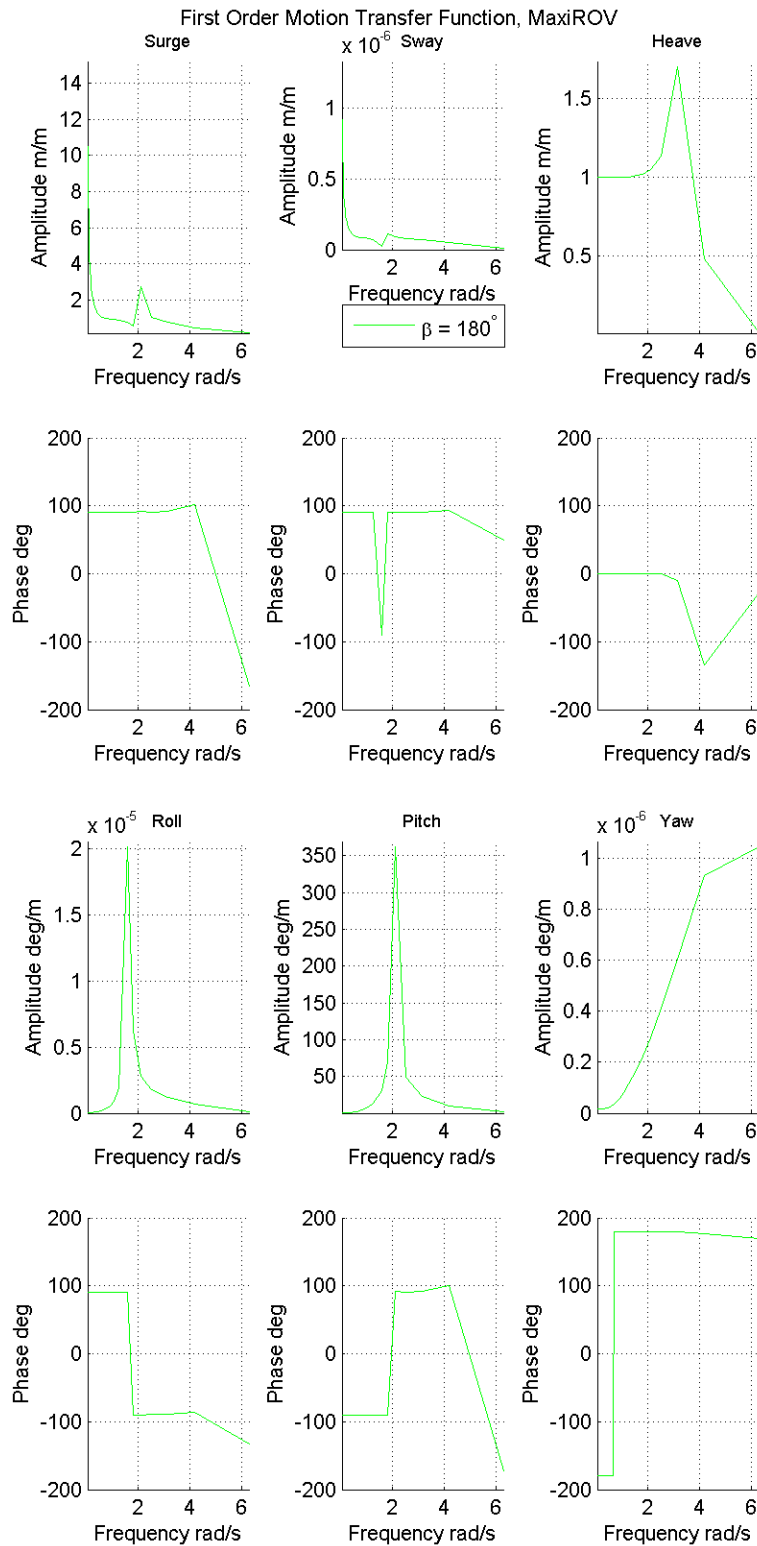 First Order Motion Transfer Function, MaxiROV
Surge
14
12
10
8
6
4
2
2 4 6
Amplitude m/m
Frequency rad/s
x 10-6
Sway
1
0.5
0
0 2 4 6
Amplitude m/m
Frequency rad/s
β = 180°
Heave
1.5
1
0.5
2 4 6
Amplitude m/m
Frequency rad/s
200
100
0
-100
-200
2 4 6
Phase deg
Frequency rad/s
200
100
0
-100
-200
2 4 6
Phase deg
Frequency rad/s
200
100
0
-100
-200
2 4 6
Phase deg
Frequency rad/s
x 10-5
Roll
2
1.5
1
0.5
0
0 2 4 6
Amplitude deg/m
Frequency rad/s
Pitch
350
300
250
200
150
100
50
2 4 6
Amplitude deg/m
Frequency rad/s
x 10-6
Yaw
1
0.8
0.6
0.4
0.2
0
0 2 4 6
Amplitude deg/m
Frequency rad/s
200
100
0
-100
-200
2 4 6
Phase deg
Frequency rad/s
200
100
0
-100
-200
2 4 6
Phase deg
Frequency rad/s
200
100
0
-100
-200
2 4 6
Phase deg
Frequency rad/s